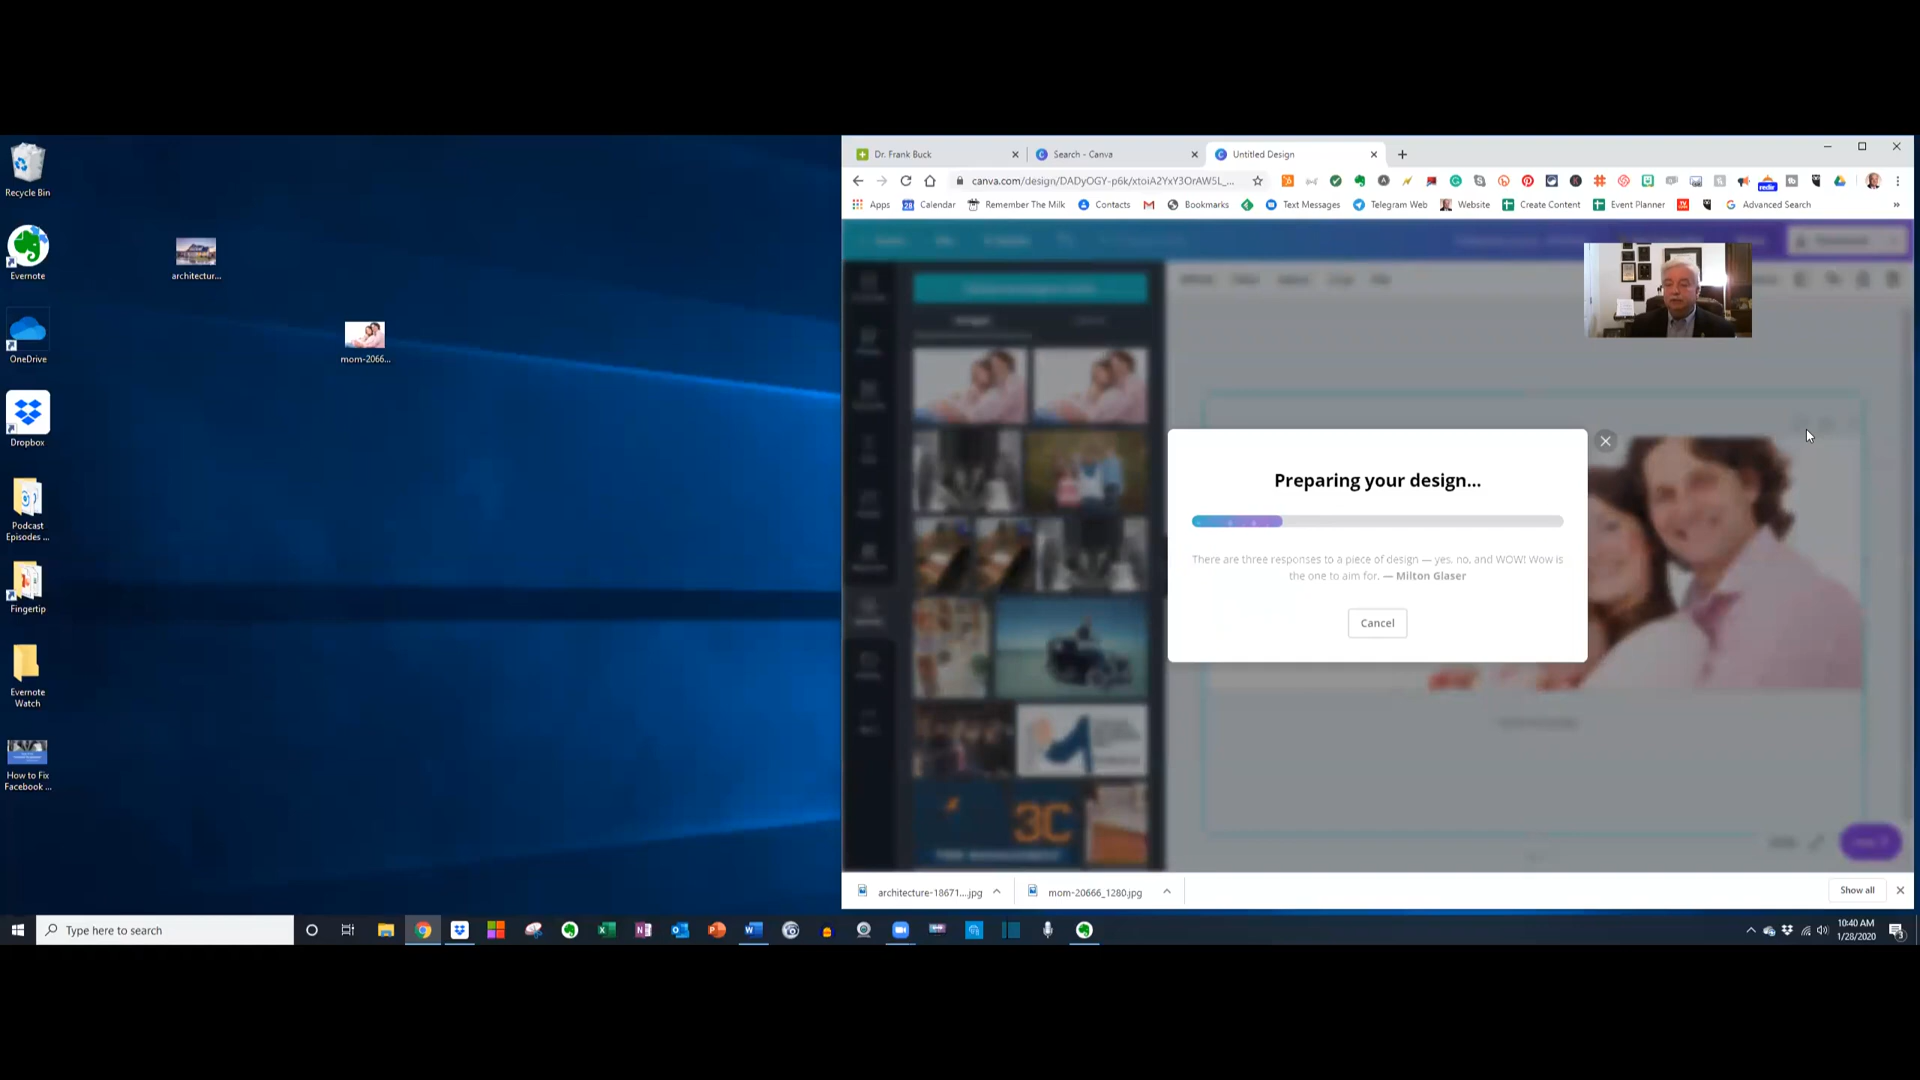 Recycle Bin
Evernote
architectur...
OneDrive
mom-2066...
Dropbox
Podcast
Episodes ...
Fingertip
Evernote
Watch
How to Fix
Facebook ...
Dr. Frank Buck
Search - Canva
Untitled Design
canva.com/design/DADyOGY-p6k/xtoiA2YxY3OrAW5L_...
Apps
Calendar
Remember The Milk
Contacts
Bookmarks
Text Messages
Telegram Web
Website
Create Content
Event Planner
Advanced Search
Preparing your design...
There are three responses to a piece of design — yes, no, and WOW! Wow is
the one to aim for. — Milton Glaser
Cancel
3C
architecture-18671....jpg
mom-20666_1280.jpg
Show all
Type here to search
10:40 AM
1/28/2020